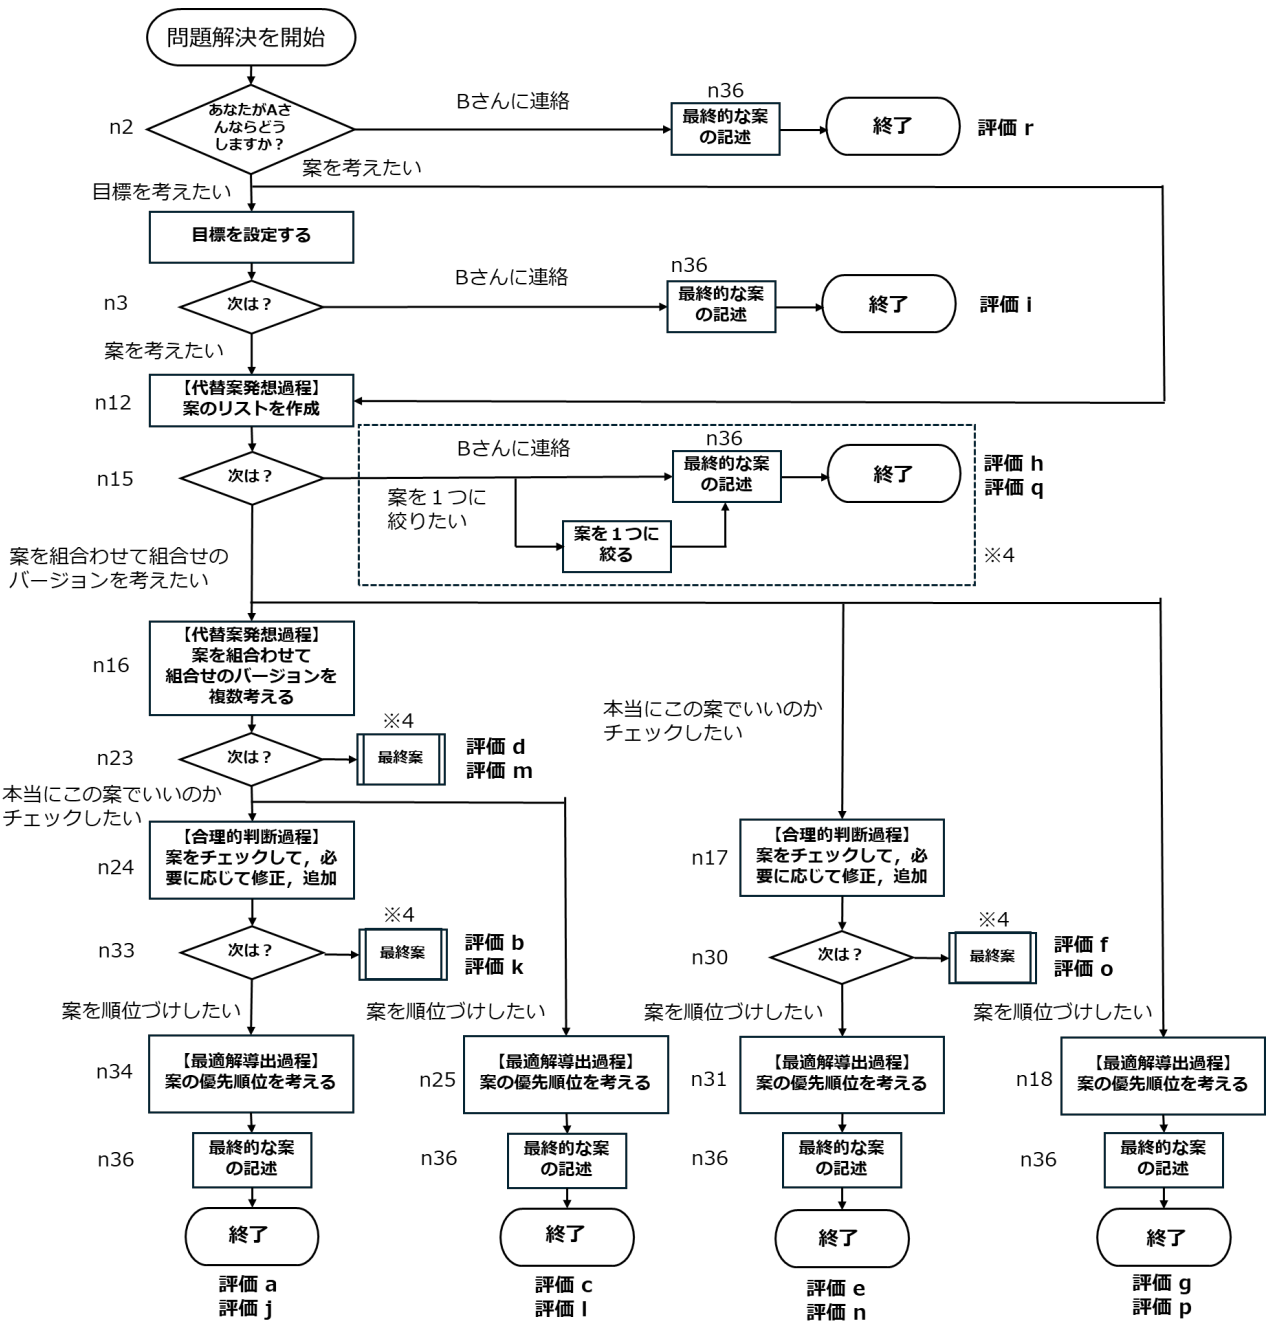 問題解決を開始
n2
あなたがAさ
んならどう
しますか？
Bさんに連絡
n36
最終的な案
の記述
終了
評価 r
案を考えたい
目標を考えたい
目標を設定する
n3
次は？
Bさんに連絡
n36
最終的な案
の記述
終了
評価 i
案を考えたい
n12
【代替案発想過程】
案のリストを作成
n15
次は？
Bさんに連絡
n36
最終的な案
の記述
終了
評価 h
評価 q
案を１つに
絞りたい
案を１つに
絞る
※4
案を組合わせて組合せの
バージョンを考えたい
n16
【代替案発想過程】
案を組合わせて
組合せのバージョンを
複数考える
n23
次は？
※4
最終案
評価 d
評価 m
本当にこの案でいいのか
チェックしたい
本当にこの案でいいのか
チェックしたい
n24
【合理的判断過程】
案をチェックして，必
要に応じて修正，追加
n17
【合理的判断過程】
案をチェックして，必
要に応じて修正，追加
n33
次は？
※4
最終案
評価 b
評価 k
n30
次は？
※4
最終案
評価 f
評価 o
案を順位づけしたい
案を順位づけしたい
案を順位づけしたい
案を順位づけしたい
n34
【最適解導出過程】
案の優先順位を考える
n25
【最適解導出過程】
案の優先順位を考える
n31
【最適解導出過程】
案の優先順位を考える
n18
【最適解導出過程】
案の優先順位を考える
n36
最終的な案
の記述
n36
最終的な案
の記述
n36
最終的な案
の記述
n36
最終的な案
の記述
終了
終了
終了
終了
評価 a
評価 j
評価 c
評価 l
評価 e
評価 n
評価 g
評価 p